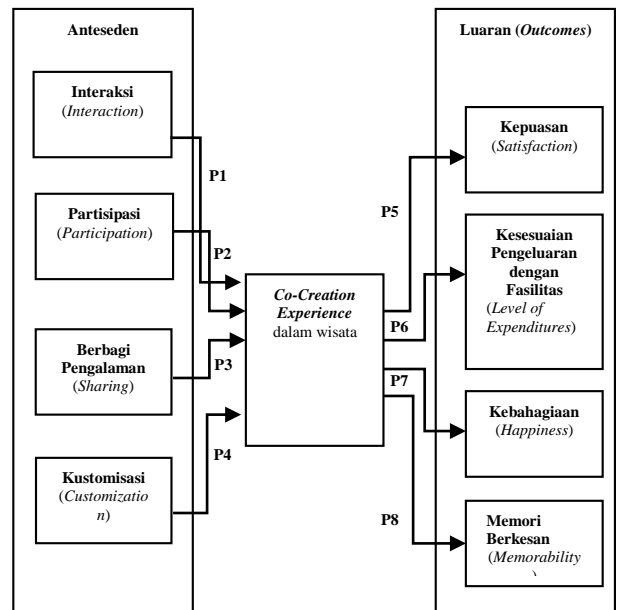 Anteseden
Interaksi
(Interaction)
Partisipasi
(Participation)
Berbagi
Pengalaman
(Sharing)
Kustomisasi
(Customizatio
n)
P1
P2
P3
P4
Co-Creation
Experience
dalam wisata
P5
P6
P7
P8
Luaran (Outcomes)
Kepuasan
(Satisfaction)
Kesesuaian
Pengeluaran
dengan
Fasilitas
(Level of
Expenditures)
Kebahagiaan
(Happiness)
Memori
Berkesan
(Memorability
)